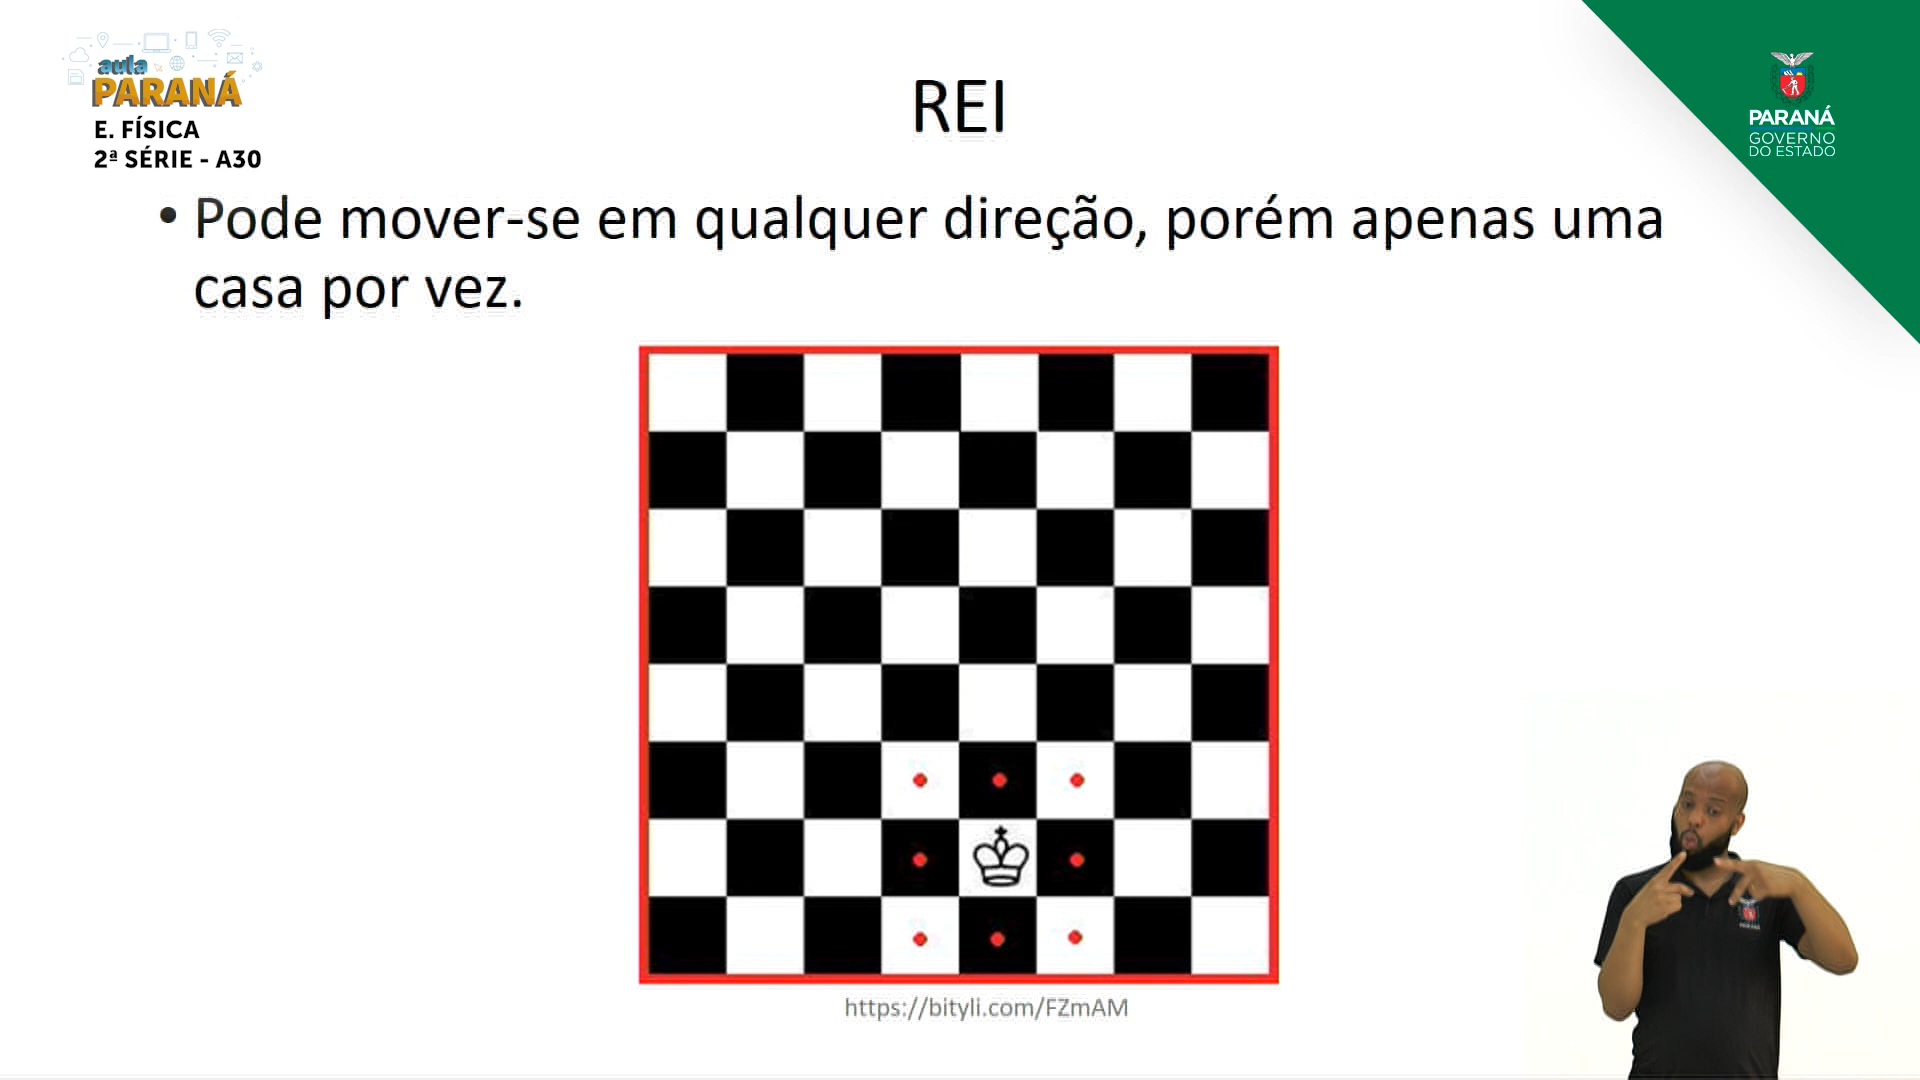 aula
PARANÁ
E. FÍSICA
2ª SÉRIE - A30
REI
PARANÁ
GOVERNO
DO ESTADO
• Pode mover-se em qualquer direção, porém apenas uma
casa por vez.
https://bityli.com/FZmAM